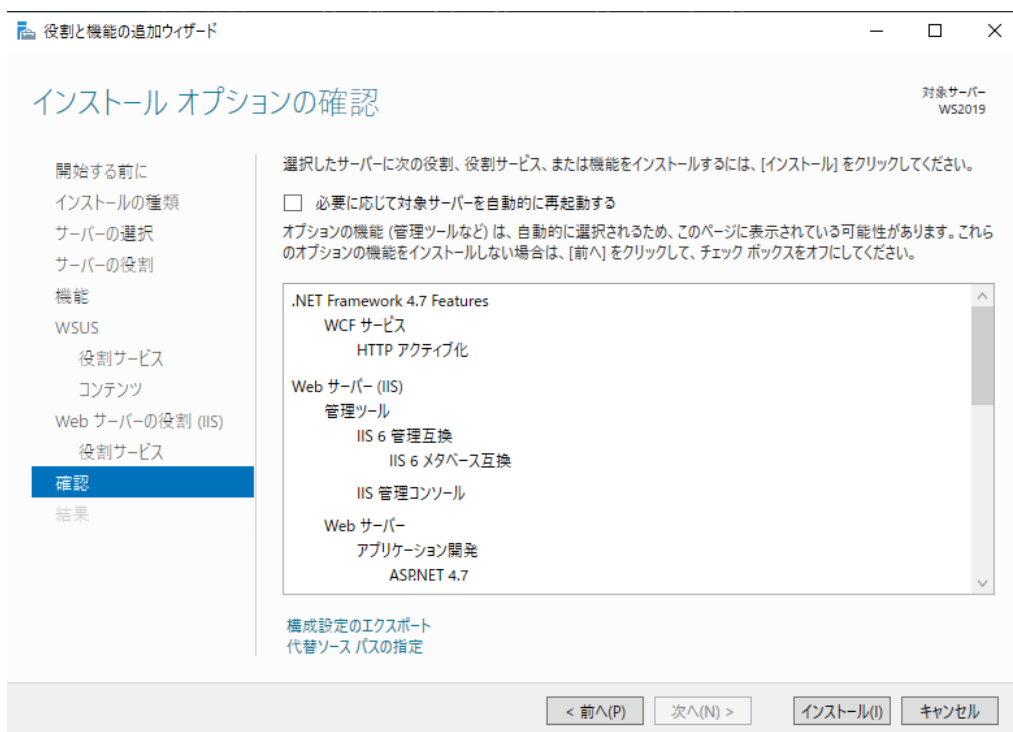 役割と機能の追加ウィザード
インストール オプションの確認
対象サーバー
WS2019
開始する前に
インストールの種類
サーバーの選択
サーバーの役割
機能
WSUS
役割サービス
コンテンツ
Web サーバーの役割 (IIS)
役割サービス
確認
結果
選択したサーバーに次の役割、役割サービス、または機能をインストールするには、[インストール] をクリックしてください。
必要に応じて対象サーバーを自動的に再起動する
オプションの機能 (管理ツールなど) は、自動的に選択されるため、このページに表示されている可能性があります。これら
のオプションの機能をインストールしない場合は、[前へ] をクリックして、チェック ボックスをオフにしてください。
.NET Framework 4.7 Features
WCF サービス
HTTP アクティブ化
Web サーバー (IIS)
管理ツール
IIS 6 管理互換
IIS 6 メタベース互換
IIS 管理コンソール
Web サーバー
アプリケーション開発
ASP.NET 4.7
構成設定のエクスポート
代替ソース パスの指定
< 前へ(P)
次へ(N) >
インストール(I)
キャンセル